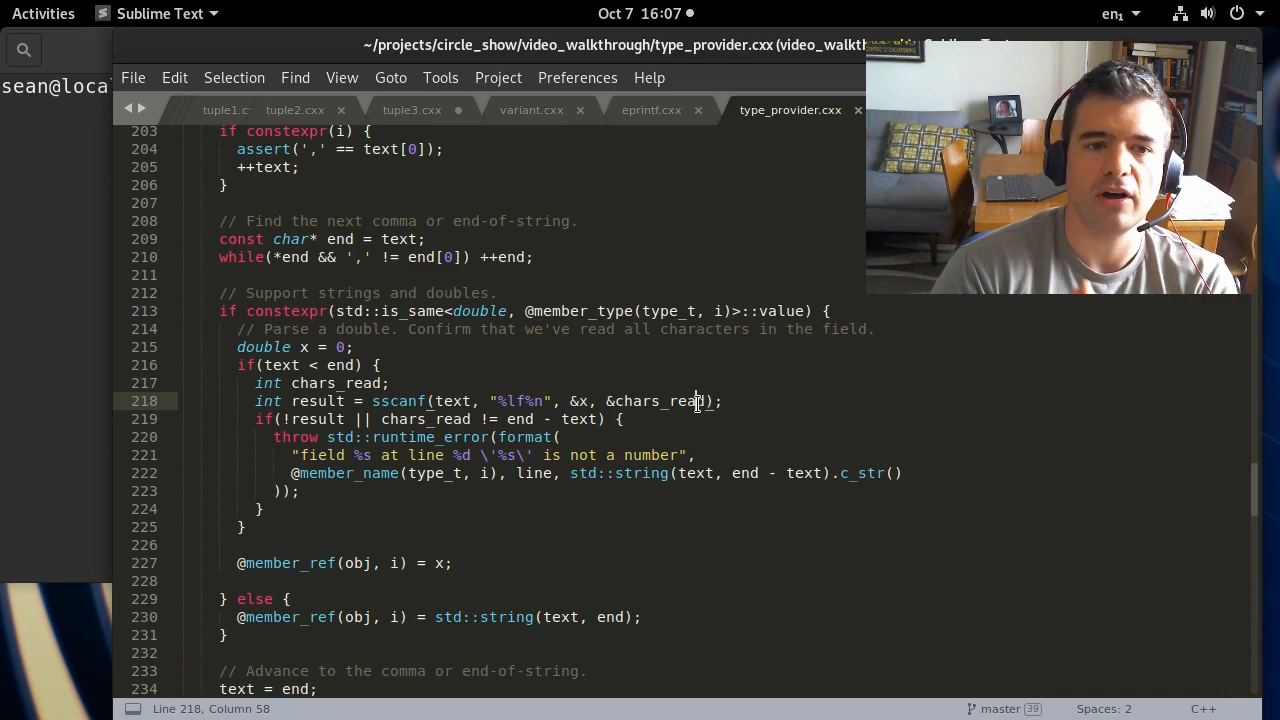 Activities Sublime Text Oct 7 16:07 en₁
~/projects/circle_show/video_walkthrough/type_provider.cxx
sean@loca
File Edit Selection Find View Goto Tools Project Preferences Help
tuple1.c tuple2.cxx tuple3.cxx variant.cxx eprintf.cxx type_provider.cxx
203 if constexpr(i) {
204 assert(',' == text[0]);
205 ++text;
206 }
207
208 // Find the next comma or end-of-string.
209 const char* end = text;
210 while(*end && ',' != end[0]) ++end;
211
212 // Support strings and doubles.
213 if constexpr(std::is_same<double, @member_type(type_t, i)>::value) {
214 // Parse a double. Confirm that we've read all characters in the field.
215 double x = 0;
216 if(text < end) {
217 int chars_read;
218 int result = sscanf(text, "%lf%n", &x, &chars_read);
219 if(!result || chars_read != end - text) {
220 throw std::runtime_error(format(
221 "field %s at line %d \'%s\' is not a number",
222 @member_name(type_t, i), line, std::string(text, end - text).c_str()
223 ));
224 }
225 }
226
227 @member_ref(obj, i) = x;
228
229 } else {
230 @member_ref(obj, i) = std::string(text, end);
231 }
232
233 // Advance to the comma or end-of-string.
234 text = end;
Line 218, Column 58 master 39 Spaces: 2 C++